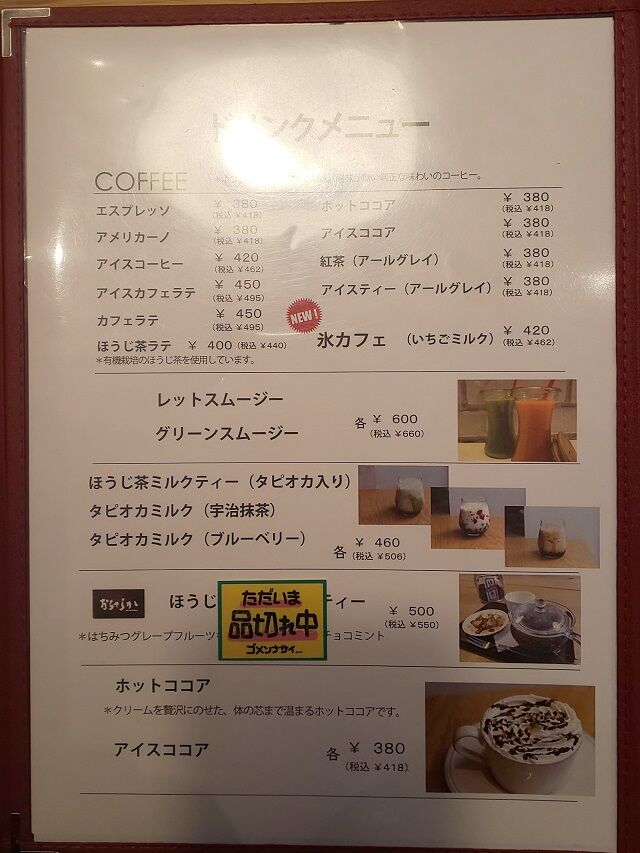 ドリンクメニュー
COFFEE
味わいのコーヒー。
エスプレッソ ¥ 380 (税込 ¥418)
アメリカーノ ¥ 380 (税込 ¥418)
アイスコーヒー ¥ 420 (税込 ¥462)
アイスカフェラテ ¥ 450 (税込 ¥495)
カフェラテ ¥ 450 (税込 ¥495)
ほうじ茶ラテ ¥ 400 (税込 ¥440)
＊有機栽培のほうじ茶を使用しています。
ホットココア ¥ 380 (税込 ¥418)
アイスココア ¥ 380 (税込 ¥418)
紅茶（アールグレイ） ¥ 380 (税込 ¥418)
アイスティー（アールグレイ） ¥ 380 (税込 ¥418)
NEW!
氷カフェ （いちごミルク） ¥ 420 (税込 ¥462)
レットスムージー
グリーンスムージー
各 ¥ 600 (税込 ¥660)
ほうじ茶ミルクティー（タピオカ入り）
タピオカミルク（宇治抹茶）
タピオカミルク（ブルーベリー）
各 ¥ 460 (税込 ¥506)
ほうじ ティー ¥ 500 (税込 ¥550)
＊はちみつグレープフルーツ チョコミント
ただいま
品切れ中
ゴメンナサイ...
ホットココア
＊クリームを贅沢にのせた、体の芯まで温まるホットココアです。
アイスココア
各 ¥ 380 (税込 ¥418)